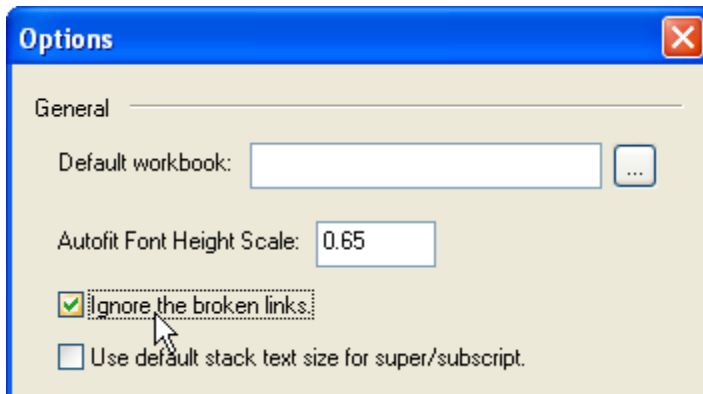 Options
General
Default workbook:
...
Autofit Font Height Scale: 0.65
Ignore the broken links.
Use default stack text size for super/subscript.